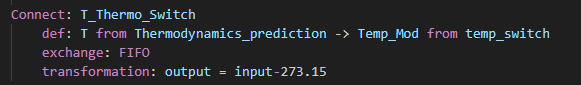 Connect: T_Thermo_Switch
def: T from Thermodynamics_prediction -> Temp_Mod from temp_switch
exchange: FIFO
transformation: output = input-273.15